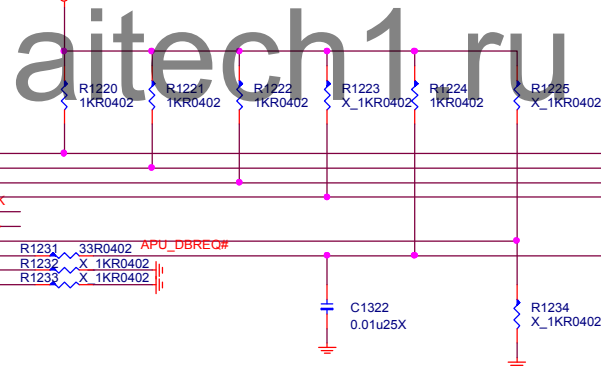 aitech1.ru
R1220
1KR0402
R1221
1KR0402
R1222
1KR0402
R1223
X_1KR0402
R1224
1KR0402
R1225
X_1KR0402
X
R1231 33R0402 APU_DBREQ#
R1232 X_1KR0402
R1233 X_1KR0402
C1322
0.01u25X
R1234
X_1KR0402